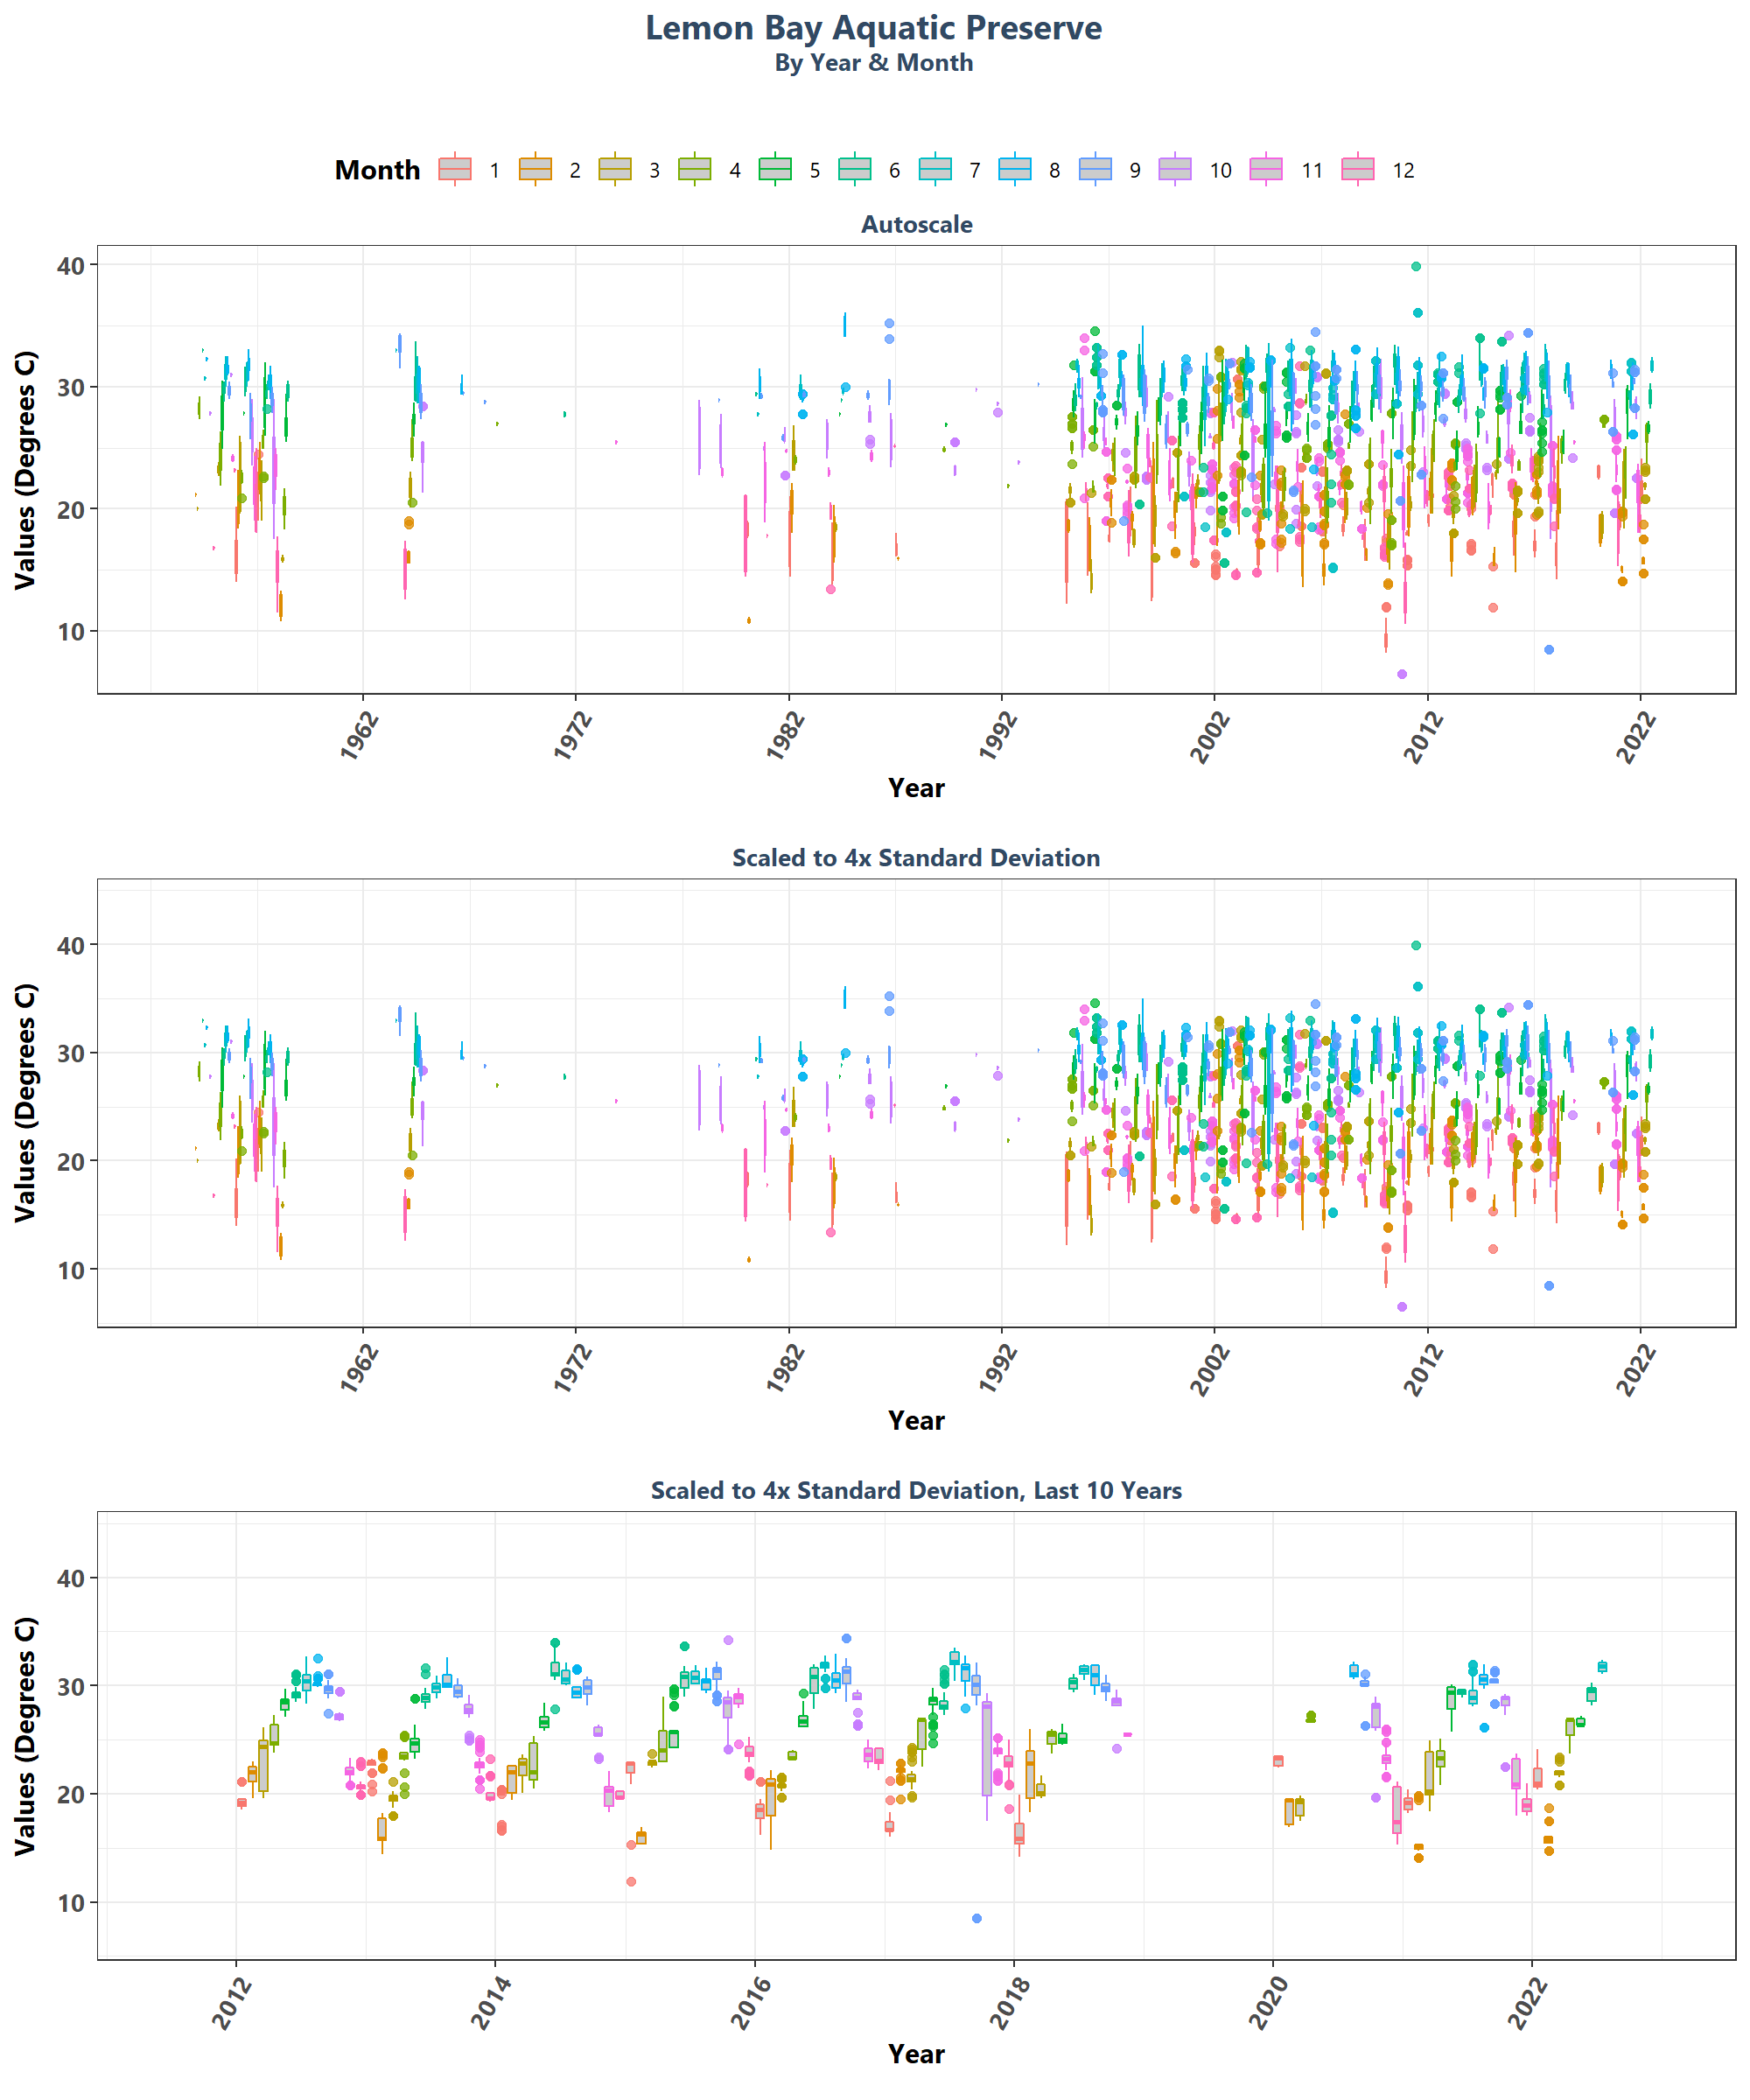 Lemon Bay Aquatic Preserve
By Year & Month
Month 1 2 3 4 5 6 7 8 9 10 11 12
Autoscale
Values (Degrees C)
40
30
20
10
1962 1972 1982 1992 2002 2012 2022
Year
Scaled to 4x Standard Deviation
Values (Degrees C)
40
30
20
10
1962 1972 1982 1992 2002 2012 2022
Year
Scaled to 4x Standard Deviation, Last 10 Years
Values (Degrees C)
40
30
20
10
2012 2014 2016 2018 2020 2022
Year